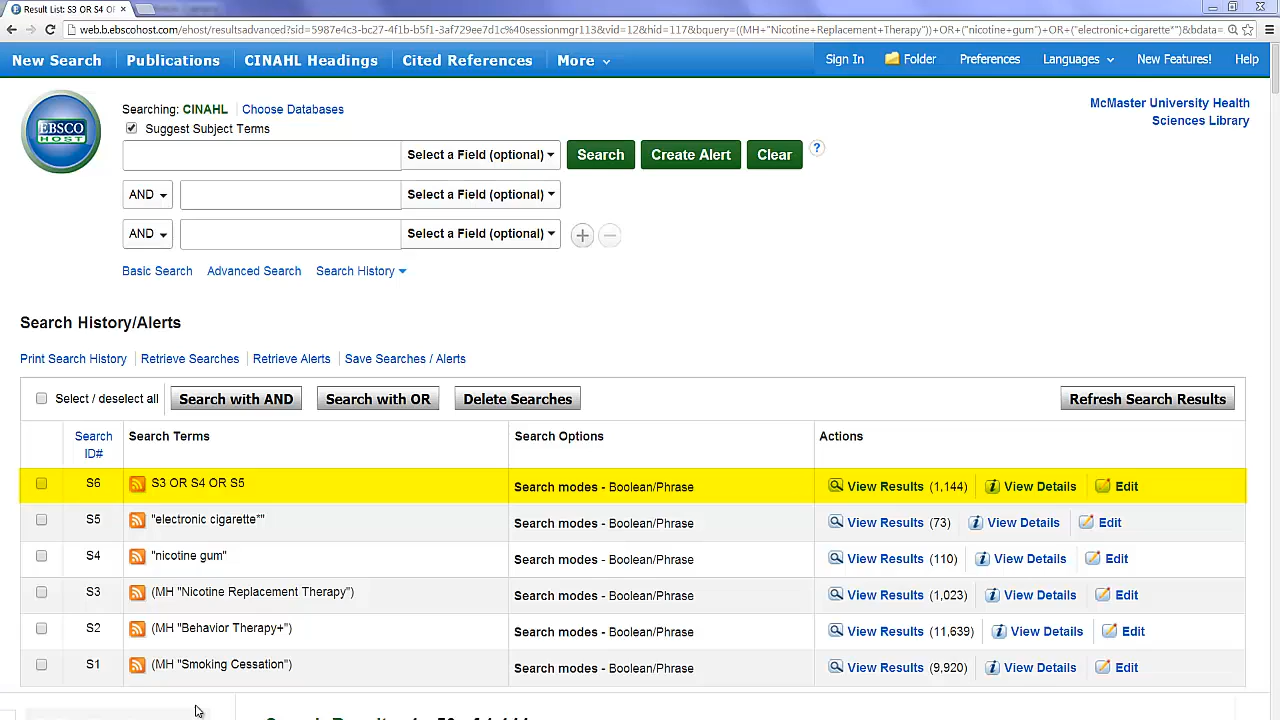 Result List: S3 OR S4 O
web.b.ebscohost.com/ehost/resultsadvanced?sid=5987e4c3-bc27-4f1b-b5f1-3af729ee7d1c%40sessionmgr113&vid=12&hid=117&bquery=((MH+"Nicotine+Replacement+Therapy"))+OR+("nicotine+gum")+OR+("electronic+cigarette*")&bdata=
New Search Publications CINAHL Headings Cited References More Sign In Folder Preferences Languages New Features! Help
Searching: CINAHL Choose Databases
McMaster University Health
Sciences Library
Suggest Subject Terms
EBSCO
HOST
Select a Field (optional) Search Create Alert Clear ?
AND Select a Field (optional)
AND Select a Field (optional)
Basic Search Advanced Search Search History
Search History/Alerts
Print Search History Retrieve Searches Retrieve Alerts Save Searches / Alerts
Select / deselect all Search with AND Search with OR Delete Searches Refresh Search Results
Search ID# Search Terms Search Options Actions
S6 S3 OR S4 OR S5 Search modes - Boolean/Phrase View Results (1,144) View Details Edit
S5 "electronic cigarette*" Search modes - Boolean/Phrase View Results (73) View Details Edit
S4 "nicotine gum" Search modes - Boolean/Phrase View Results (110) View Details Edit
S3 (MH "Nicotine Replacement Therapy") Search modes - Boolean/Phrase View Results (1,023) View Details Edit
S2 (MH "Behavior Therapy+") Search modes - Boolean/Phrase View Results (11,639) View Details Edit
S1 (MH "Smoking Cessation") Search modes - Boolean/Phrase View Results (9,920) View Details Edit